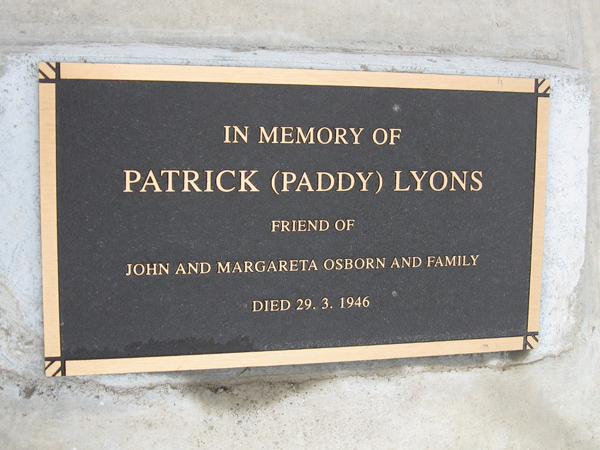 IN MEMORY OF
PATRICK (PADDY) LYONS
FRIEND OF
JOHN AND MARGARETA OSBORN AND FAMILY
DIED 29. 3. 1946